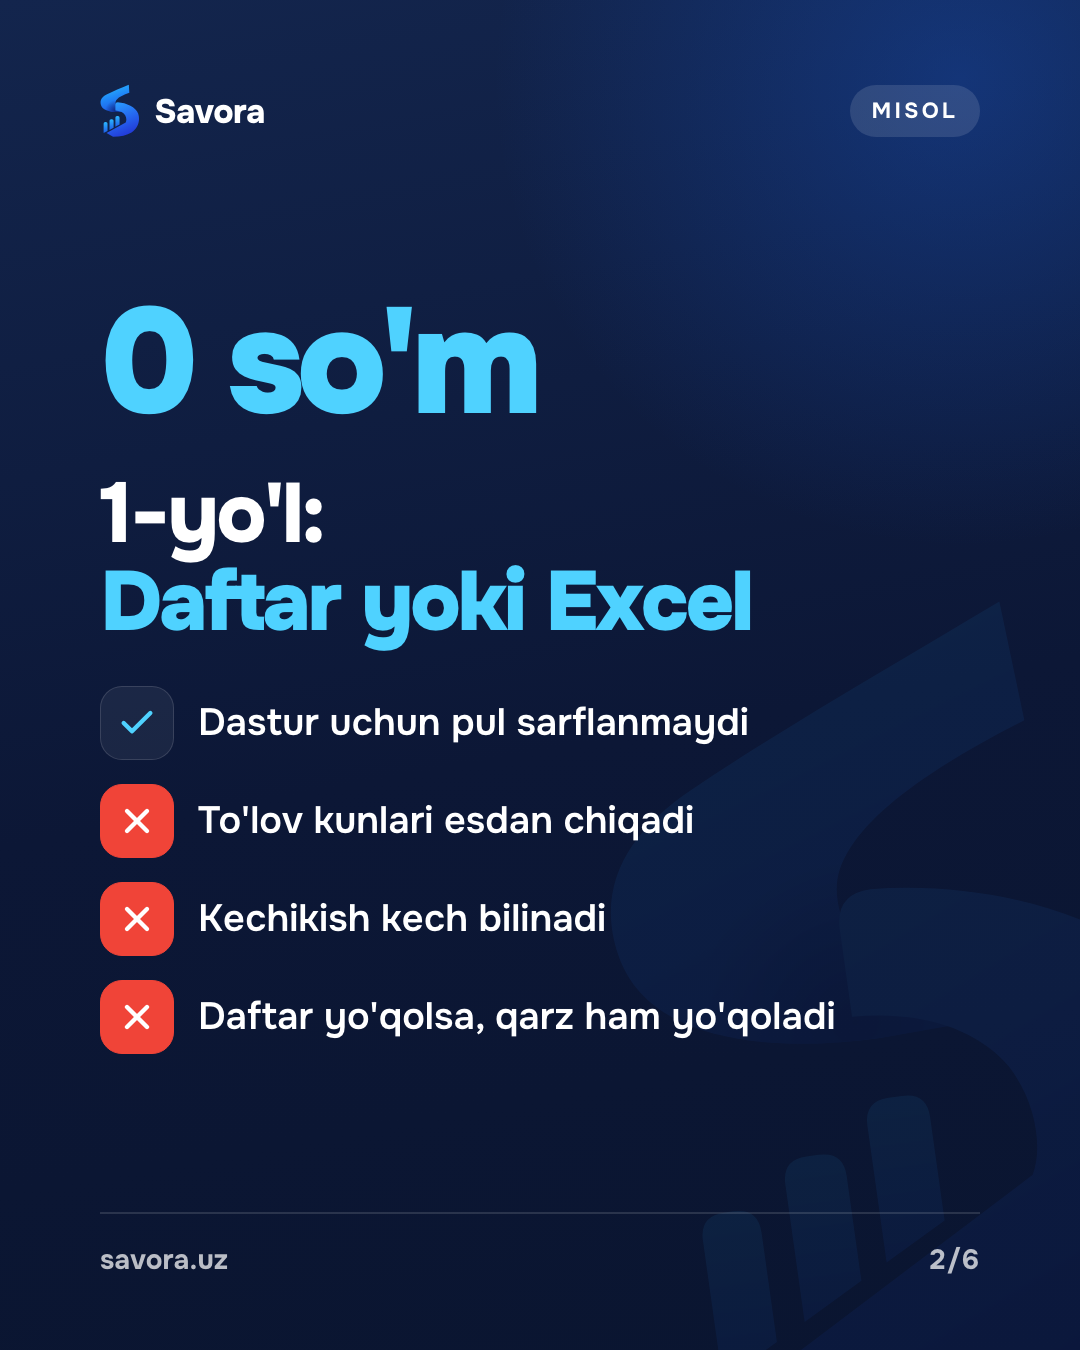 Savora
MISOL
0 so'm
1-yo'l:
Daftar yoki Excel
Dastur uchun pul sarflanmaydi
To'lov kunlari esdan chiqadi
Kechikish kech bilinadi
Daftar yo'qolsa, qarz ham yo'qoladi
savora.uz
2/6